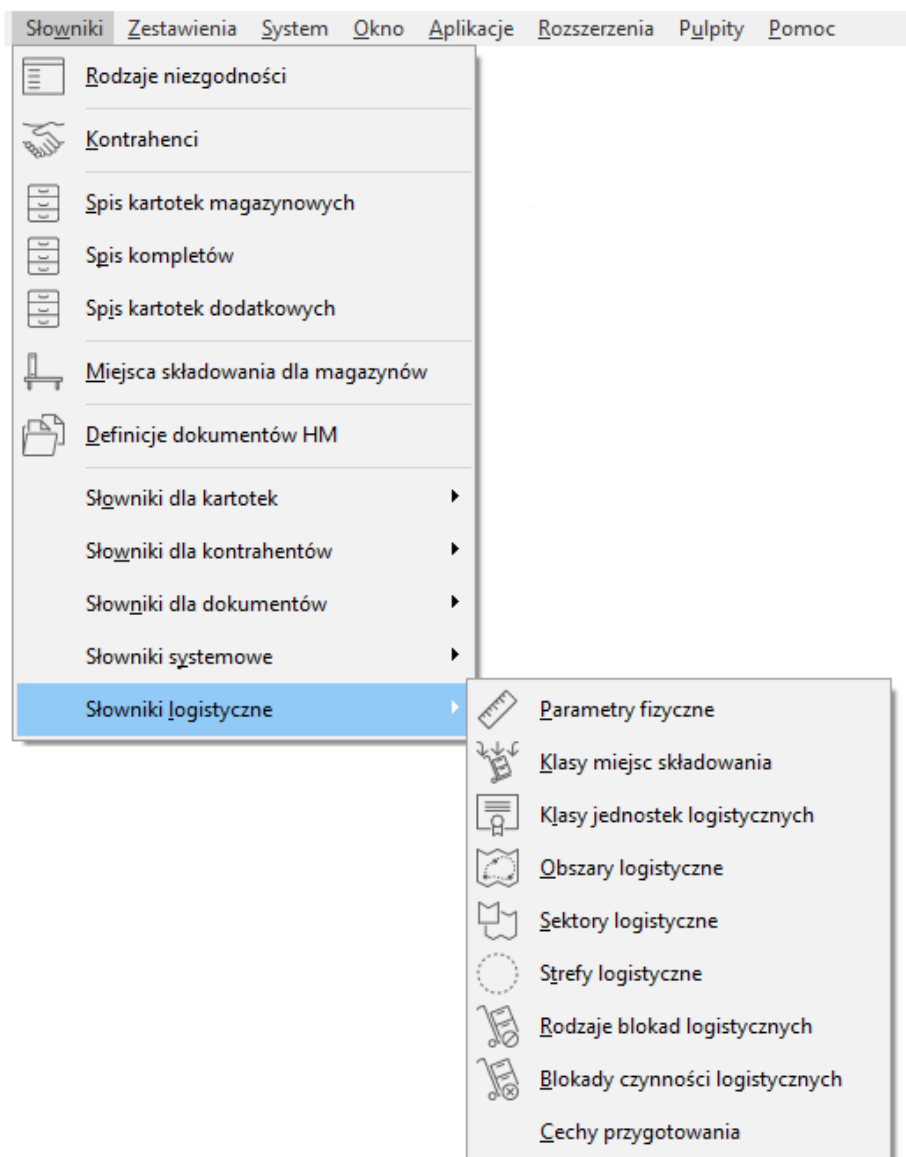 Słowniki Zestawienia System Okno Aplikacje Rozszerzenia Pulpity Pomoc
Rodzaje niezgodności
Kontrahenci
Spis kartotek magazynowych
Spis kompletów
Spis kartotek dodatkowych
Miejsca składowania dla magazynów
Definicje dokumentów HM
Słowniki dla kartotek
Słowniki dla kontrahentów
Słowniki dla dokumentów
Słowniki systemowe
Słowniki logistyczne
Parametry fizyczne
Klasy miejsc składowania
Klasy jednostek logistycznych
Obszary logistyczne
Sektory logistyczne
Strefy logistyczne
Rodzaje blokad logistycznych
Blokady czynności logistycznych
Cechy przygotowania